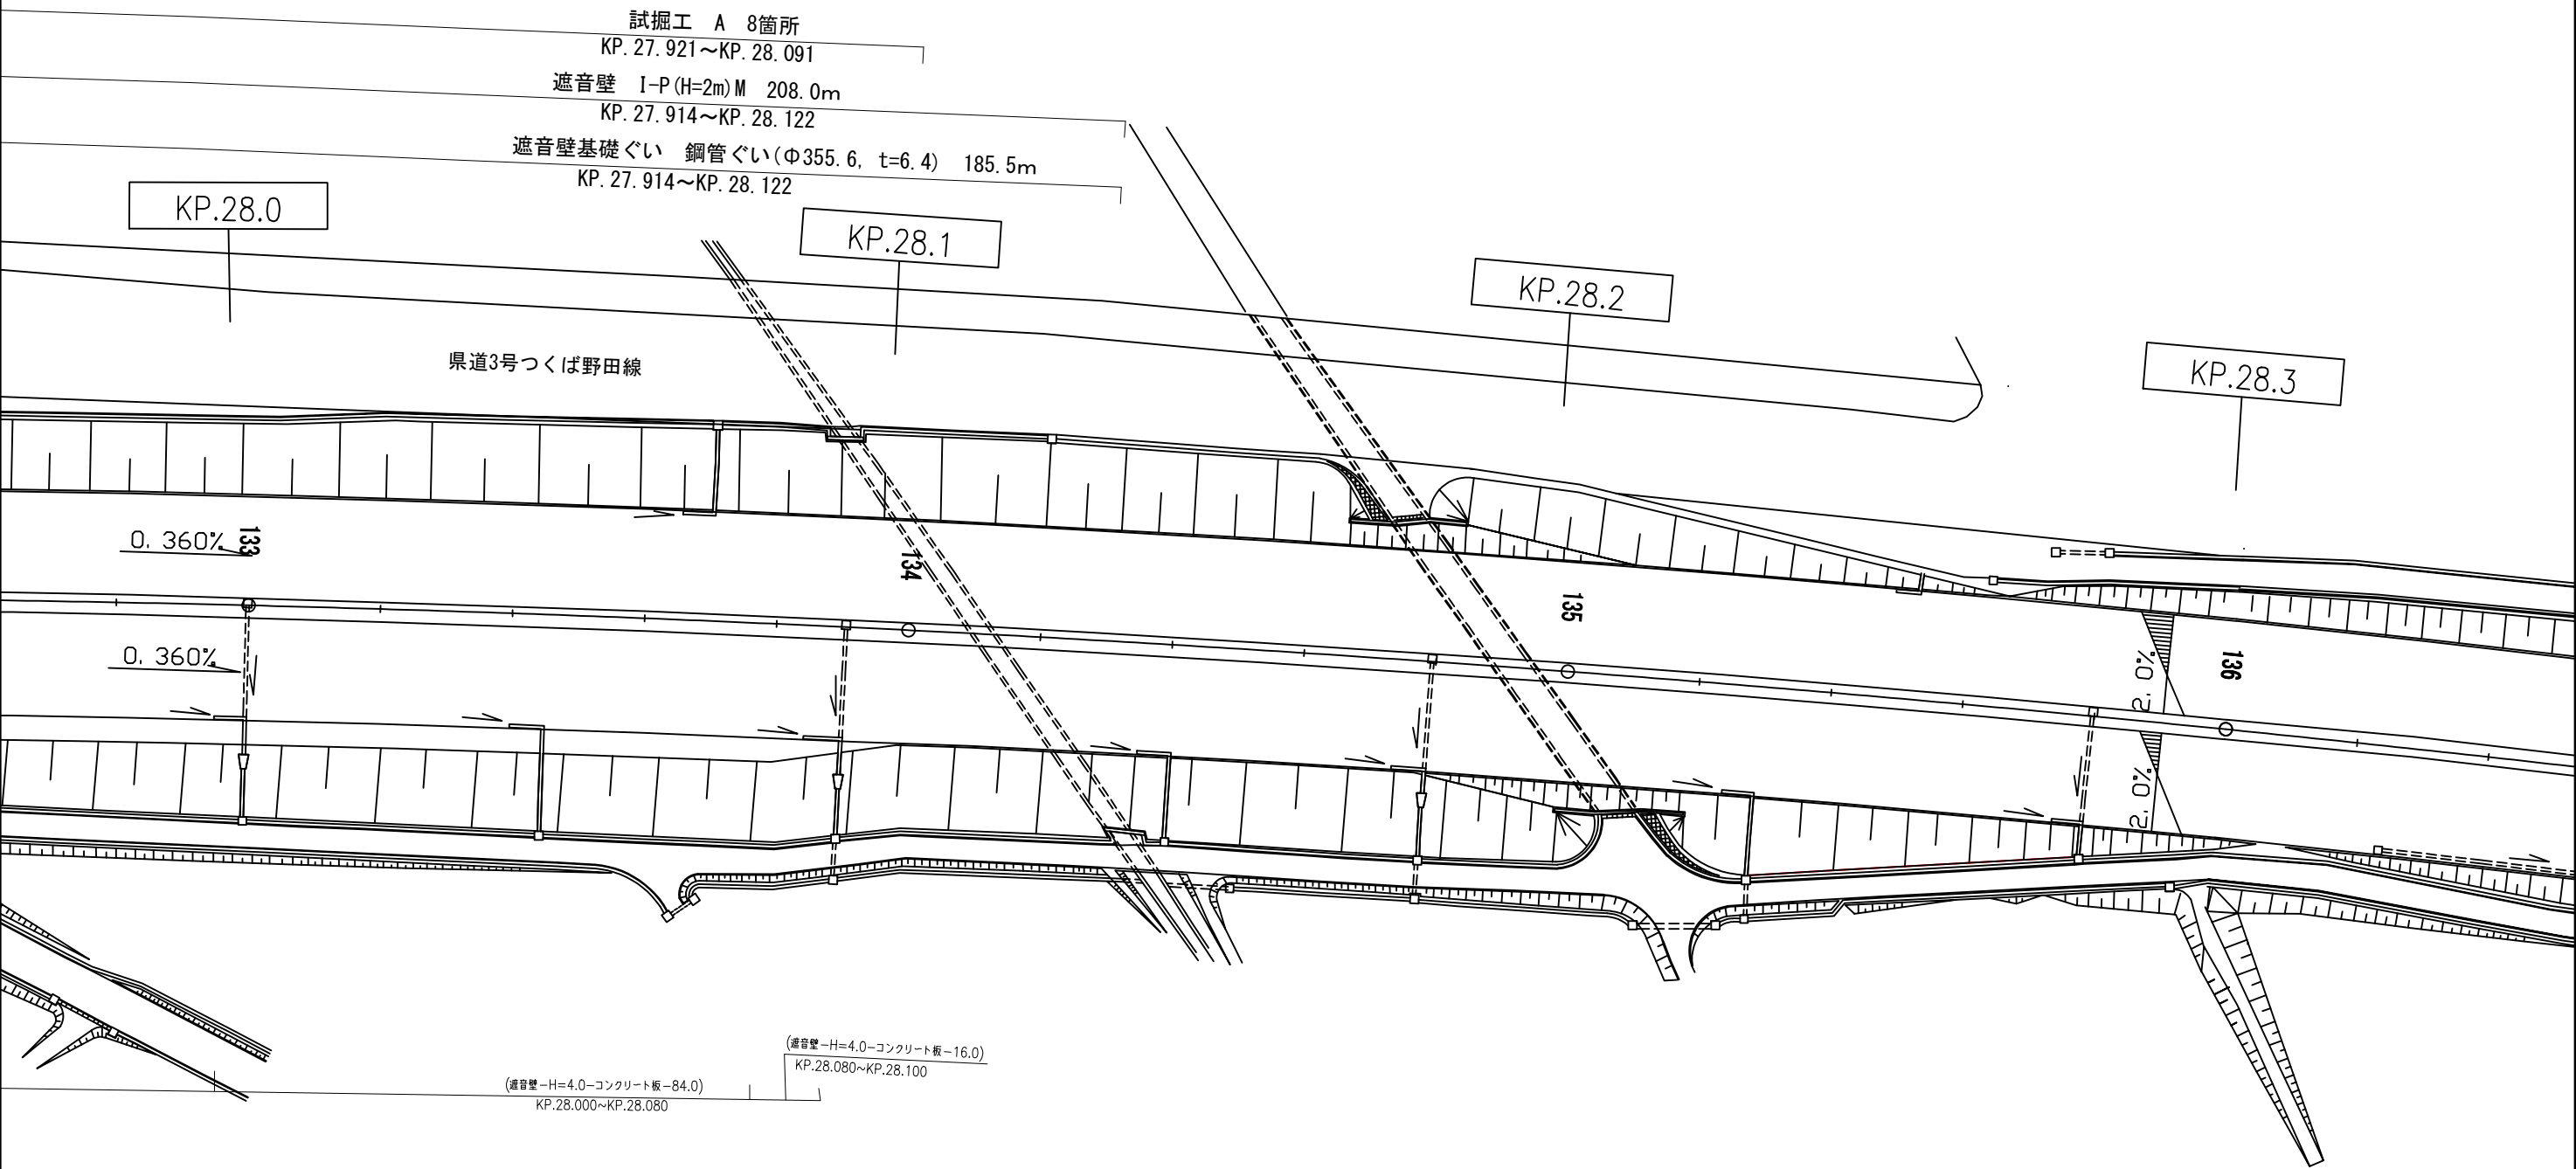 試掘工　A　8箇所
KP.27.921～KP.28.091
遮音壁　I-P(H=2m)M　208.0m
KP.27.914～KP.28.122
遮音壁基礎ぐい　鋼管ぐい(Φ355.6, t=6.4)　185.5m
KP.27.914～KP.28.122
KP.28.0
KP.28.1
KP.28.2
KP.28.3
県道3号つくば野田線
0.360%
133
134
135
136
0.360%
2.0%
2.0%
(遮音壁-H=4.0-コンクリート板-16.0)
KP.28.080~KP.28.100
(遮音壁-H=4.0-コンクリート板-84.0)
KP.28.000~KP.28.080